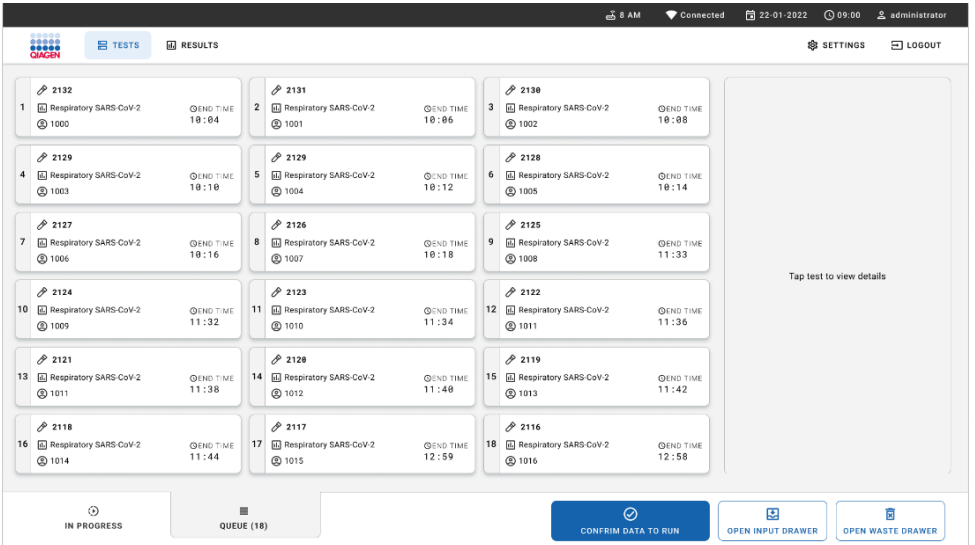 8 AM Connected 22-01-2022 09:00 administrator
QIAGEN TESTS RESULTS SETTINGS LOGOUT
1 2132 Respiratory SARS-CoV-2 1000 END TIME 10:04
2 2131 Respiratory SARS-CoV-2 1001 END TIME 10:06
3 2130 Respiratory SARS-CoV-2 1002 END TIME 10:08
4 2129 Respiratory SARS-CoV-2 1003 END TIME 10:10
5 2129 Respiratory SARS-CoV-2 1004 END TIME 10:12
6 2128 Respiratory SARS-CoV-2 1005 END TIME 10:14
7 2127 Respiratory SARS-CoV-2 1006 END TIME 10:16
8 2126 Respiratory SARS-CoV-2 1007 END TIME 10:18
9 2125 Respiratory SARS-CoV-2 1008 END TIME 11:33
10 2124 Respiratory SARS-CoV-2 1009 END TIME 11:32
11 2123 Respiratory SARS-CoV-2 1010 END TIME 11:34
12 2122 Respiratory SARS-CoV-2 1011 END TIME 11:36
13 2121 Respiratory SARS-CoV-2 1011 END TIME 11:38
14 2120 Respiratory SARS-CoV-2 1012 END TIME 11:40
15 2119 Respiratory SARS-CoV-2 1013 END TIME 11:42
16 2118 Respiratory SARS-CoV-2 1014 END TIME 11:44
17 2117 Respiratory SARS-CoV-2 1015 END TIME 12:59
18 2116 Respiratory SARS-CoV-2 1016 END TIME 12:58
Tap test to view details
IN PROGRESS QUEUE (18) CONFRIM DATA TO RUN OPEN INPUT DRAWER OPEN WASTE DRAWER